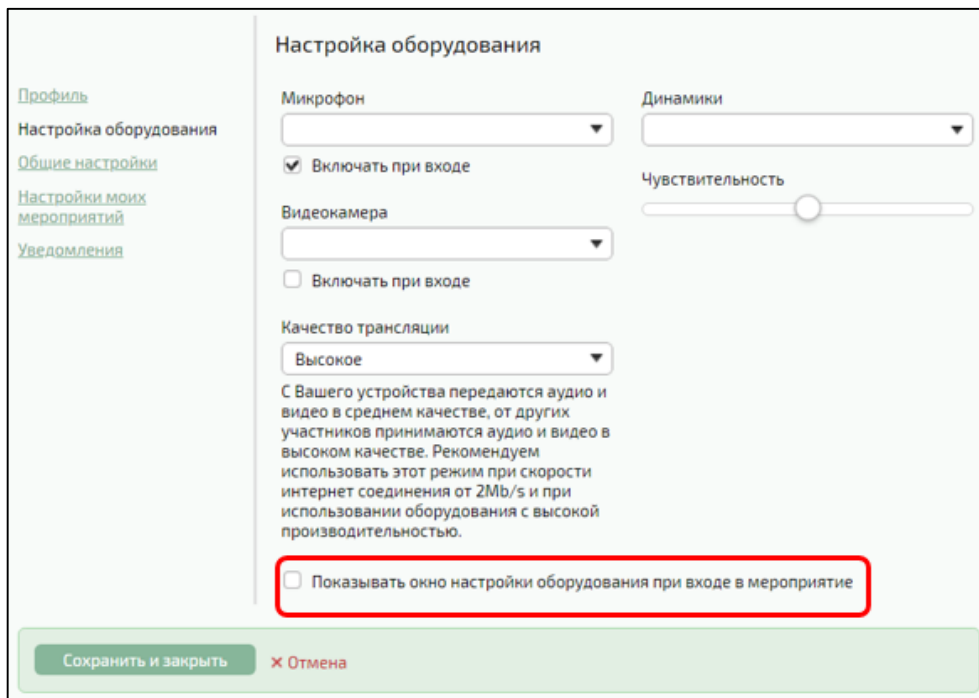 Настройка оборудования
Профиль
Настройка оборудования
Общие настройки
Настройки моих
мероприятий
Уведомления
Микрофон
Включать при входе
Видеокамера
Включать при входе
Качество трансляции
Высокое
С Вашего устройства передаются аудио и
видео в среднем качестве, от других
участников принимаются аудио и видео в
высоком качестве. Рекомендуем
использовать этот режим при скорости
интернет соединения от 2Mb/s и при
использовании оборудования с высокой
производительностью.
Динамики
Чувствительность
Показывать окно настройки оборудования при входе в мероприятие
Сохранить и закрыть
× Отмена